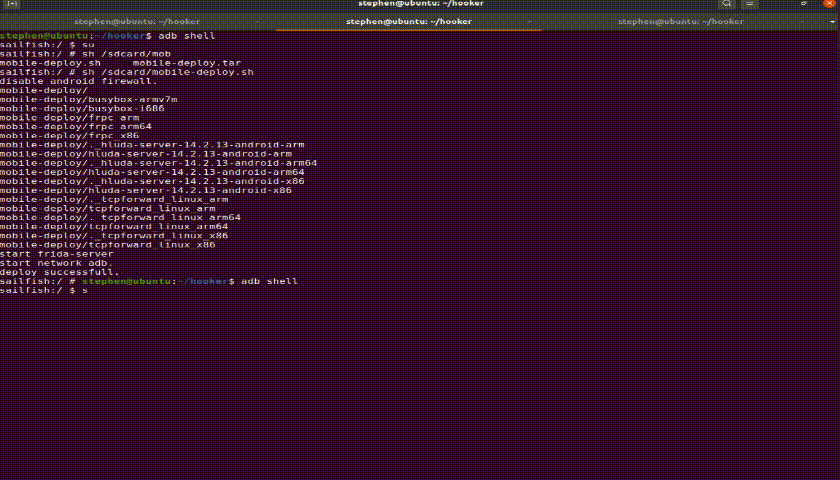 stephen@ubuntu: ~/hooker
stephen@ubuntu: ~/hooker stephen@ubuntu: ~/hooker stephen@ubuntu: ~/hooker
stephen@ubuntu:~/hooker$ adb shell
sailfish:/ $ su
sailfish:/ # sh /sdcard/mob
mobile-deploy.sh mobile-deploy.tar
sailfish:/ # sh /sdcard/mobile-deploy.sh
disable android firewall.
mobile-deploy/
mobile-deploy/busybox-armv7m
mobile-deploy/busybox-i686
mobile-deploy/frpc_arm
mobile-deploy/frpc_arm64
mobile-deploy/frpc_x86
mobile-deploy/._hluda-server-14.2.13-android-arm
mobile-deploy/hluda-server-14.2.13-android-arm
mobile-deploy/._hluda-server-14.2.13-android-arm64
mobile-deploy/hluda-server-14.2.13-android-arm64
mobile-deploy/._hluda-server-14.2.13-android-x86
mobile-deploy/hluda-server-14.2.13-android-x86
mobile-deploy/._tcpforward_linux_arm
mobile-deploy/tcpforward_linux_arm
mobile-deploy/._tcpforward_linux_arm64
mobile-deploy/tcpforward_linux_arm64
mobile-deploy/._tcpforward_linux_x86
mobile-deploy/tcpforward_linux_x86
start frida-server
start network adb.
deploy successfull.
sailfish:/ # stephen@ubuntu:~/hooker$ adb shell
sailfish:/ $ s